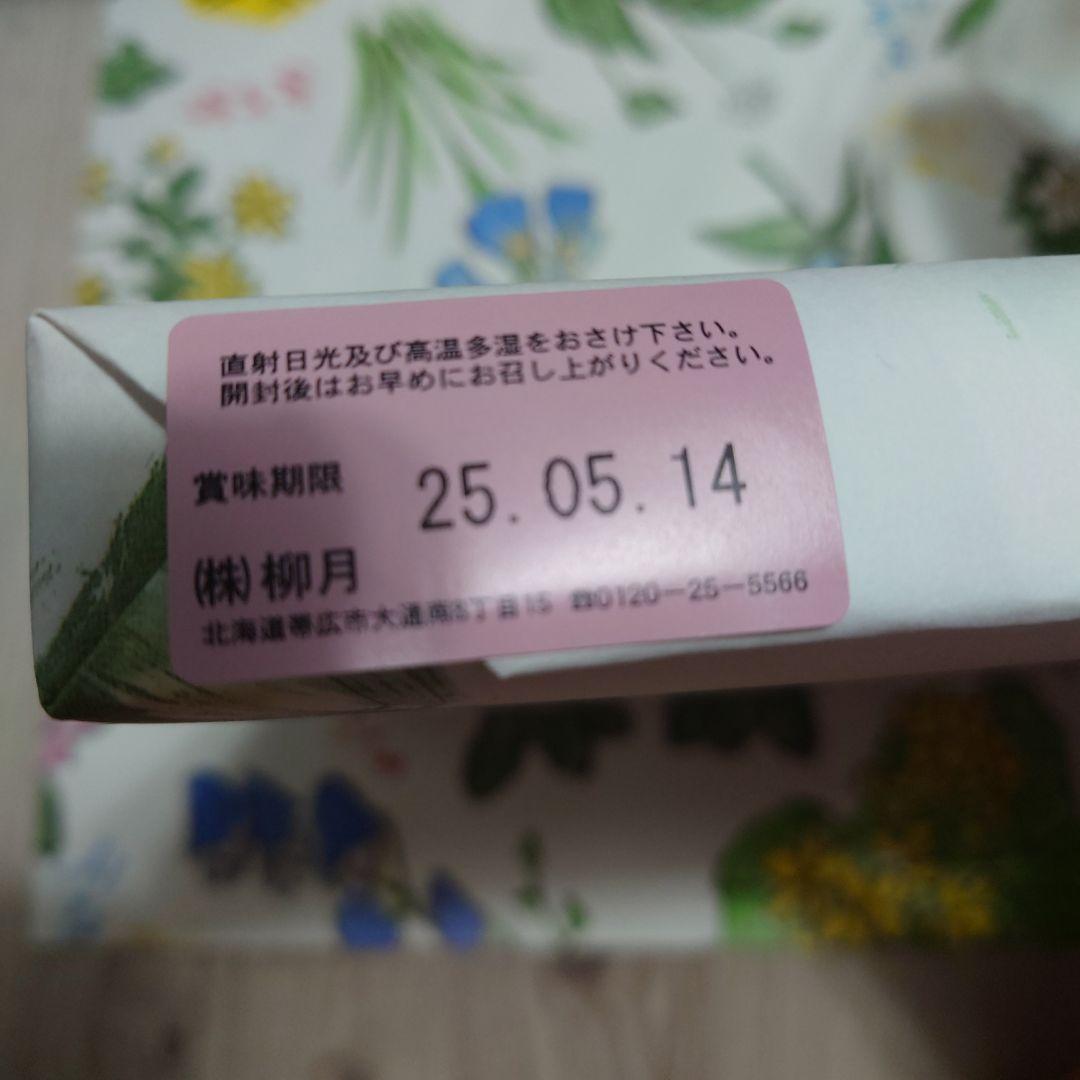 直射日光及び高温多湿をおさけ下さい。
開封後はお早めにお召し上がりください。
賞味期限 25.05.14
㈱柳月
北海道帯広市大通南8丁目15 ☎0120-25-5566